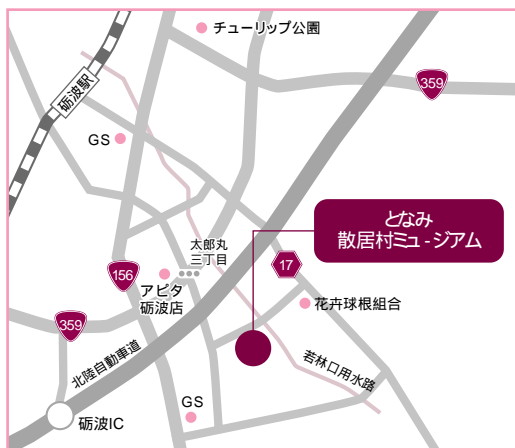 チューリップ公園
359
砺波駅
GS
太郎丸
三丁目
となみ
散居村ミュ-ジアム
17
156
アピタ
砺波店
花卉球根組合
359
北陸自動車道
若林口用水路
GS
砺波IC